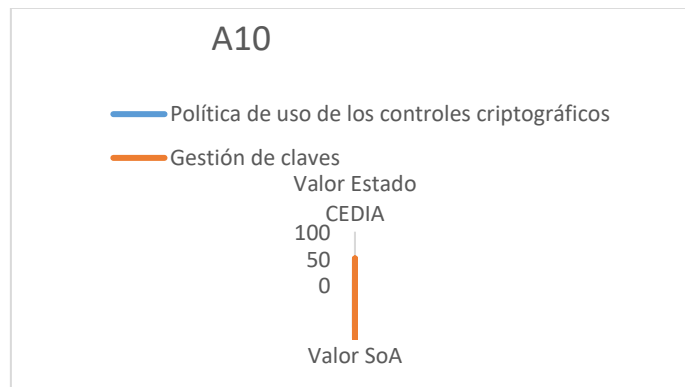 A10
Política de uso de los controles criptográficos
Gestión de claves
Valor Estado
CEDIA
100
50
0
Valor SoA